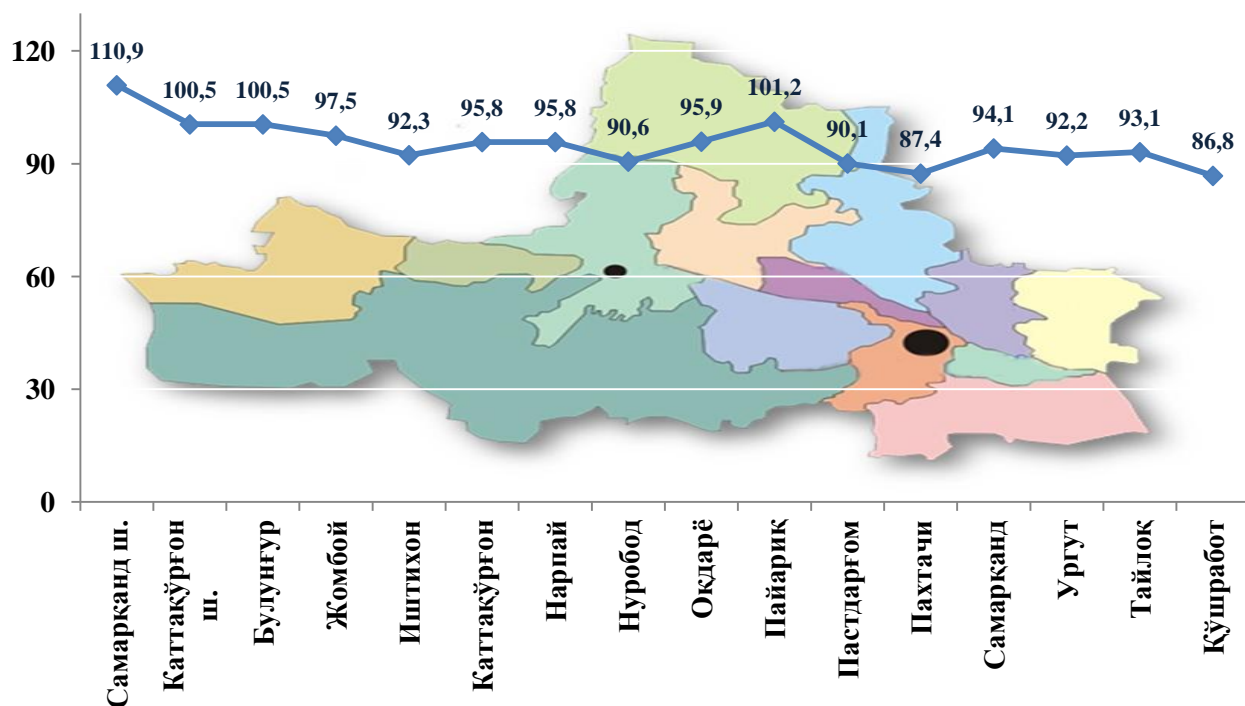 120
90
60
30
0
110,9
100,5
100,5
97,5
92,3
95,8
95,8
90,6
95,9
101,2
90,1
87,4
94,1
92,2
93,1
86,8
Самарқанд ш.
Каттақўрғон
ш.
Булунғур
Жомбой
Иштихон
Каттақўрғон
Нарпай
Нуробод
Оқдарё
Пайариқ
Пастдарғом
Пахтачи
Самарқанд
Ургут
Тайлоқ
Қўшработ